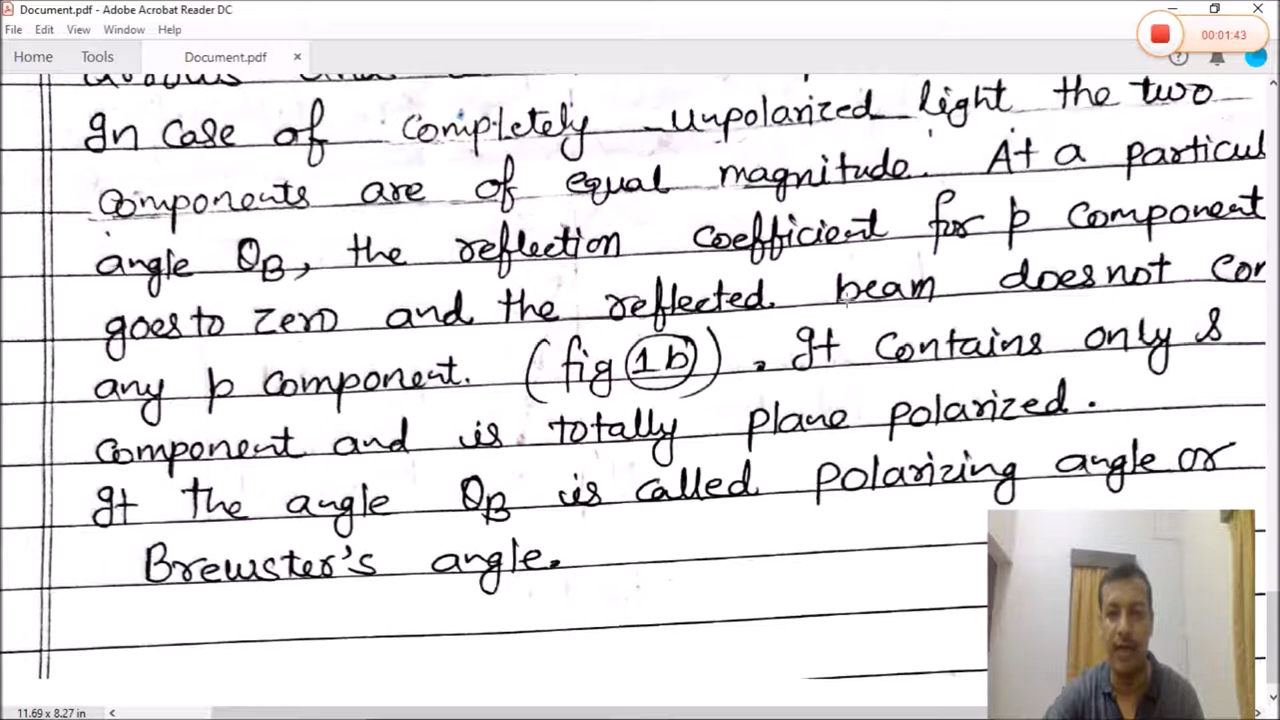 Document.pdf - Adobe Acrobat Reader DC
File Edit View Window Help
00:01:43
Home Tools Document.pdf ×
In case of completely unpolarized light the two
components are of equal magnitude. At a particul
angle θB, the reflection coefficient for p component
goes to zero and the reflected beam does not con
any p component. (fig 1b). It contains only s
component and is totally plane polarized.
It the angle θB is called polarizing angle or
Brewster's angle.
11.69 x 8.27 in